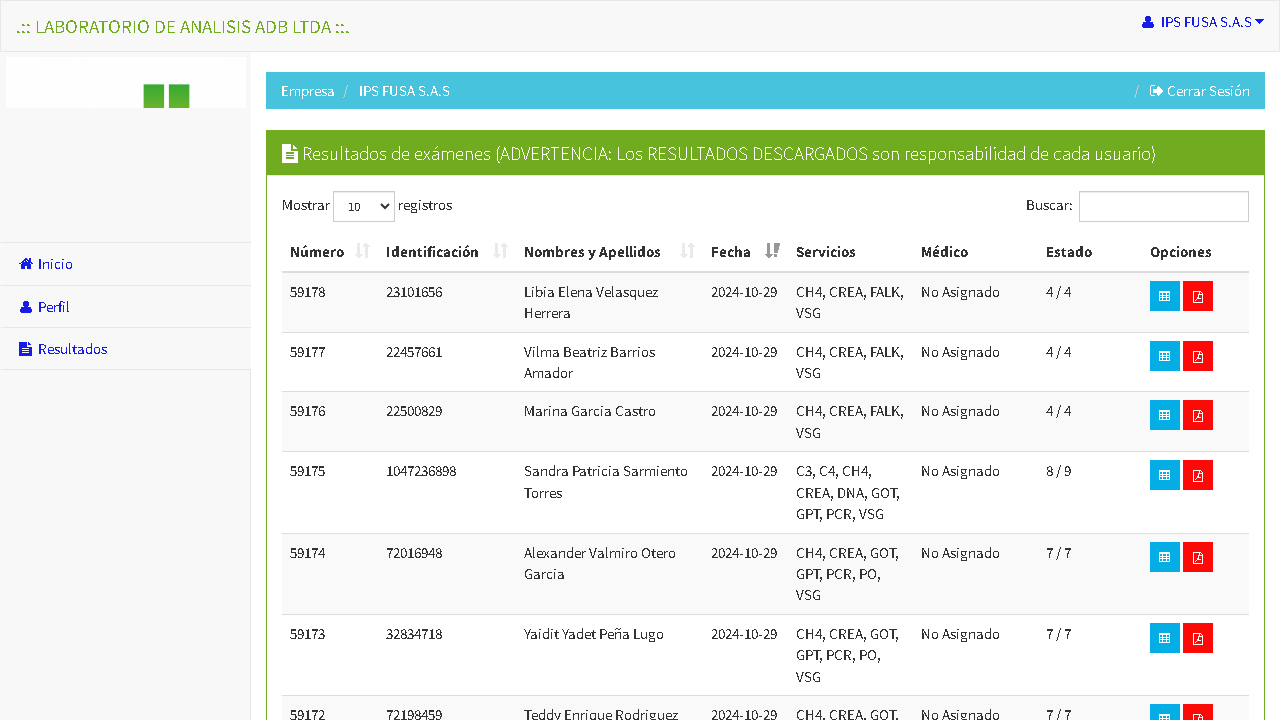 .:: LABORATORIO DE ANALISIS ADB LTDA ::.
IPS FUSA S.A.S
Empresa / IPS FUSA S.A.S
/ Cerrar Sesión
Inicio
Perfil
Resultados
Resultados de exámenes (ADVERTENCIA: Los RESULTADOS DESCARGADOS son responsabilidad de cada usuario)
Mostrar 10 registros
Buscar:
Número Identificación Nombres y Apellidos Fecha Servicios Médico Estado Opciones
59178 23101656 Libia Elena Velasquez 2024-10-29 CH4, CREA, FALK, No Asignado 4 / 4
Herrera VSG
59177 22457661 Vilma Beatriz Barrios 2024-10-29 CH4, CREA, FALK, No Asignado 4 / 4
Amador VSG
59176 22500829 Marina Garcia Castro 2024-10-29 CH4, CREA, FALK, No Asignado 4 / 4
VSG
59175 1047236898 Sandra Patricia Sarmiento 2024-10-29 C3, C4, CH4, No Asignado 8 / 9
Torres CREA, DNA, GOT,
GPT, PCR, VSG
59174 72016948 Alexander Valmiro Otero 2024-10-29 CH4, CREA, GOT, No Asignado 7 / 7
Garcia GPT, PCR, PO,
VSG
59173 32834718 Yaidit Yadet Peña Lugo 2024-10-29 CH4, CREA, GOT, No Asignado 7 / 7
GPT, PCR, PO,
VSG
59172 72198459 Teddy Enrique Rodriguez 2024-10-29 CH4, CREA, GOT, No Asignado 7 / 7